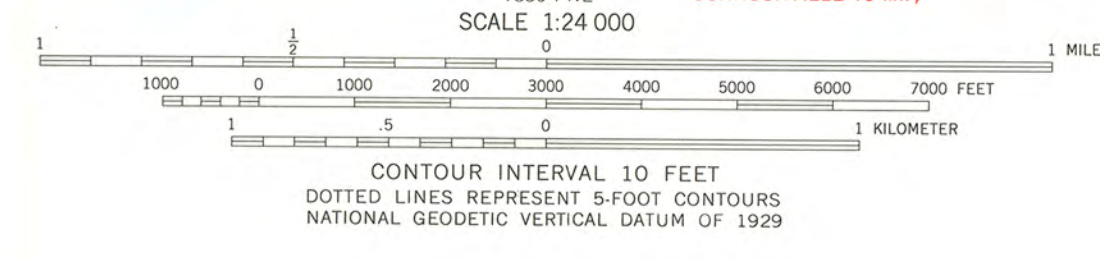 SCALE 1:24 000
1 1/2 0 1 MILE
1000 0 1000 2000 3000 4000 5000 6000 7000 FEET
1 .5 0 1 KILOMETER
CONTOUR INTERVAL 10 FEET
DOTTED LINES REPRESENT 5-FOOT CONTOURS
NATIONAL GEODETIC VERTICAL DATUM OF 1929